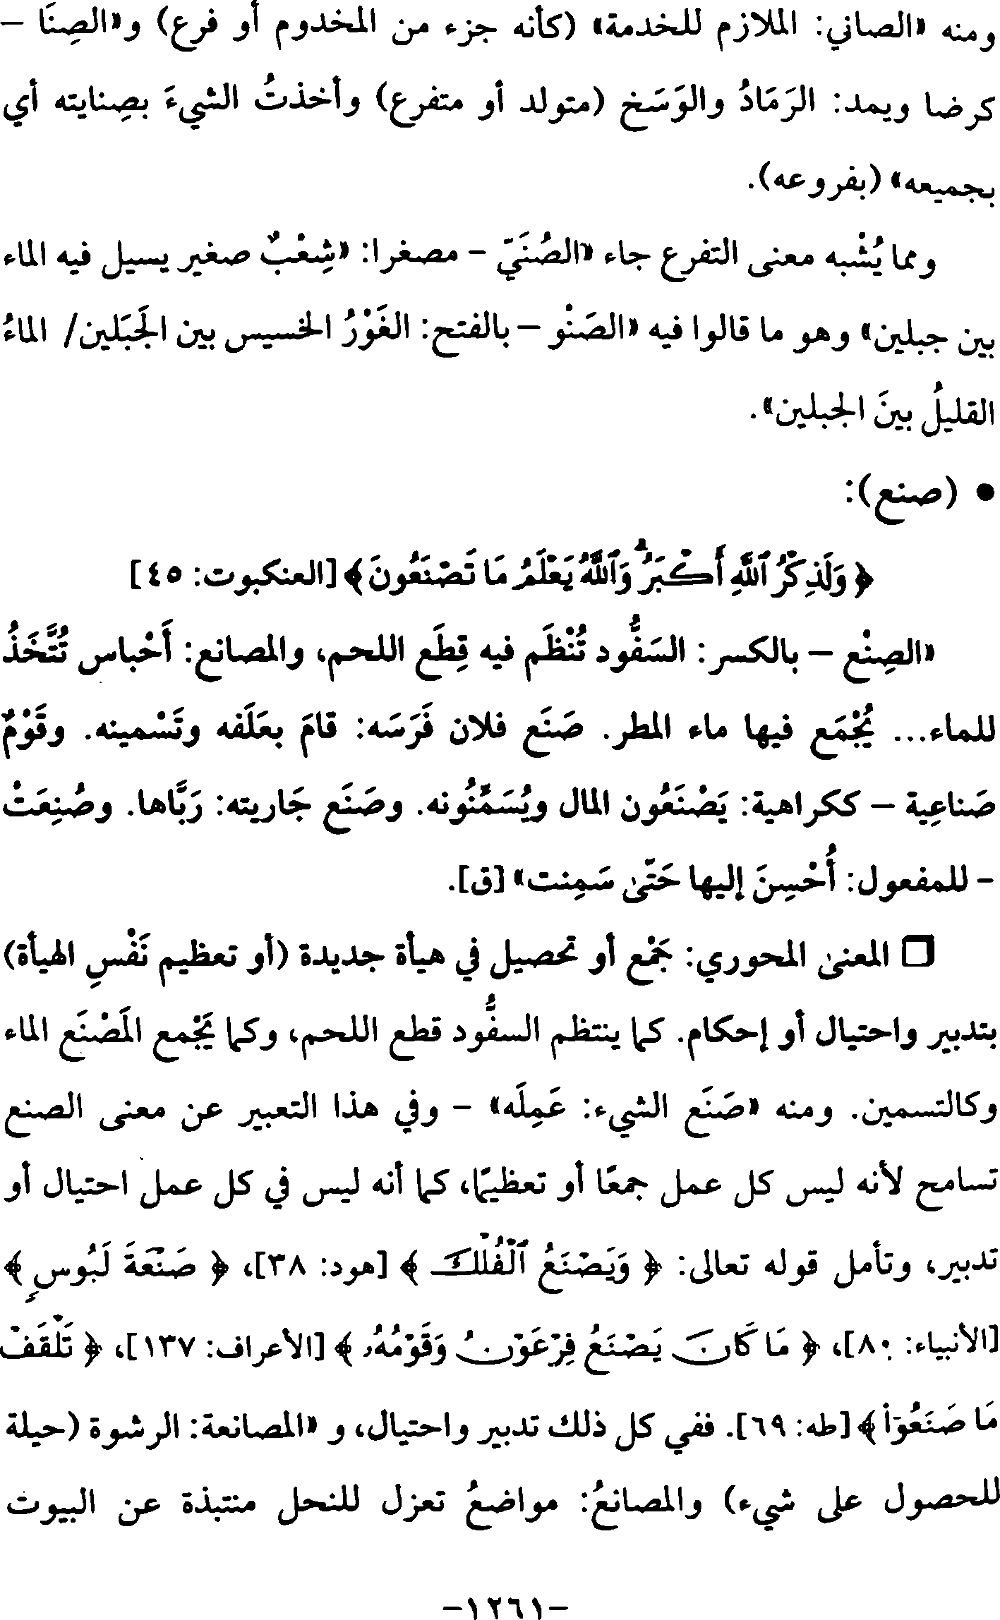 ومنه «الصاني: الملازم للخدمة» (كأنه جزء من المخدوم أو فرع) و«الصِنَا –
كرضا ويمد: الرَمَادُ والوَسَخ (متولد أو متفرع) وأخذتُ الشيءَ بصِنايته أي
بجميعه» (بفروعه).
ومما يُشْبه معنى التفرع جاء «الصُنَيّ – مصغرا: «شِعْبٌ صغير يسيل فيه الماء
بين جبلين» وهو ما قالوا فيه «الصَنْو – بالفتح: الغَوْرُ الخسيس بين الجَبَلين/ الماءُ
القليلُ بينَ الجبلين».
● (صنع):
﴿وَلَذِكْرُ ٱللَّهِ أَكْبَرُ ۗ وَٱللَّهُ يَعْلَمُ مَا تَصْنَعُونَ﴾ [العنكبوت: ٤٥]
«الصِنْع – بالكسر: السَفُّود تُنْظَم فيه قِطَع اللحم، والمصانع: أَحْباس تُتَّخَذُ
للماء... يُجْمَع فيها ماء المطر. صَنَع فلان فَرَسَه: قامَ بعَلَفه وتَسْمينه. وقَوْمٌ
صَناعِية – ككراهية: يَصْنَعُون المال ويُسَمِّنُونه. وصَنَع جَاريته: رَبَّاها. وصُنِعَتْ
– للمفعول: أُحْسِنَ إليها حَتّىٰ سَمِنت» [ق].
❒ المعنىٰ المحوري: جَمْع أو تحصيل في هيأة جديدة (أو تعظيم نَفْسِ الهيأة)
بتدبير واحتيال أو إحكام. كما ينتظم السفُّود قطع اللحم، وكما يَجْمع المَصْنَع الماء
وكالتسمين. ومنه «صَنَع الشيء: عَمِلَه» – وفي هذا التعبير عن معنى الصنع
تسامح لأنه ليس كل عمل جمعًا أو تعظيمًا، كما أنه ليس في كل عمل احتيال أو
تدبير، وتأمل قوله تعالى: ﴿وَيَصْنَعُ ٱلْفُلْكَ﴾ [هود: ٣٨]، ﴿صَنْعَةَ لَبُوسٍ﴾
[الأنبياء: ٨٠]، ﴿مَا كَانَ يَصْنَعُ فِرْعَوْنُ وَقَوْمُهُۥ﴾ [الأعراف: ١٣٧]، ﴿تَلْقَفْ
مَا صَنَعُوٓا۟﴾ [طه: ٦٩]. ففي كل ذلك تدبير واحتيال، و «المصانعة: الرشوة (حيلة
للحصول على شيء) والمصانعُ: مواضعُ تعزل للنحل منتبذة عن البيوت
–١٢٦١–